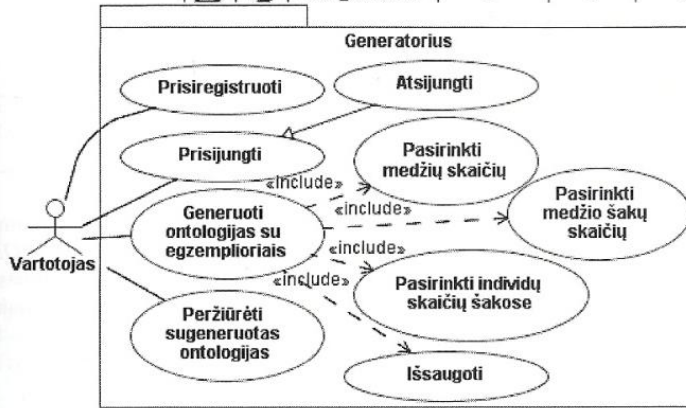 Generatorius
Prisiregistruoti
Atsijungti
Prisijungti
Pasirinkti
medžių skaičių
«include»
«include»
Pasirinkti
medžio šakų
skaičių
Generuoti
ontologijas su
egzemplioriais
Vartotojas
«include»
«include»
Pasirinkti individų
skaičių šakose
Peržiūrėti
sugeneruotas
ontologijas
Išsaugoti